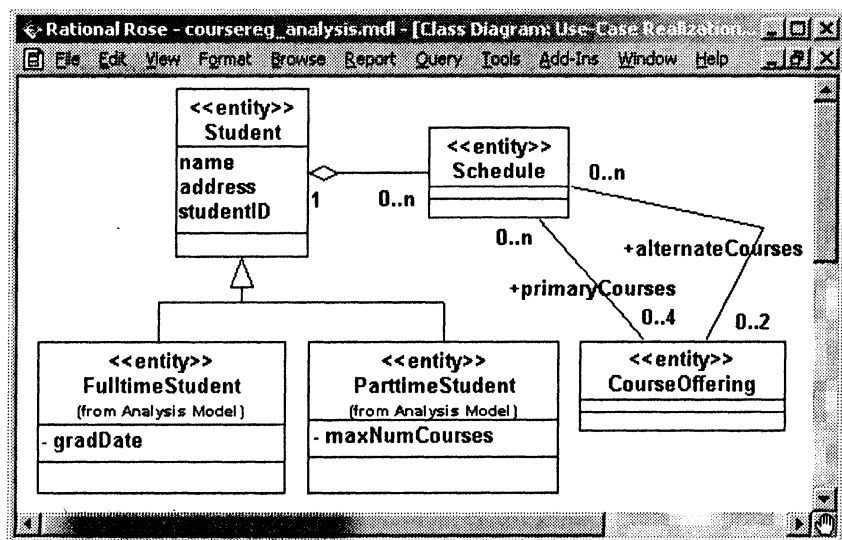 Rational Rose - coursereg_analysis.mdl - [Class Diagram: Use-Case Realization...
File Edit View Format Browse Report Query Tools Add-Ins Window Help
<<entity>>
Student
name
address
studentID
1
0..n
<<entity>>
Schedule
0..n
0..n
+alternateCourses
+primaryCourses
0..4
0..2
<<entity>>
FulltimeStudent
(from Analysis Model)
- gradDate
<<entity>>
ParttimeStudent
(from Analysis Model)
- maxNumCourses
<<entity>>
CourseOffering